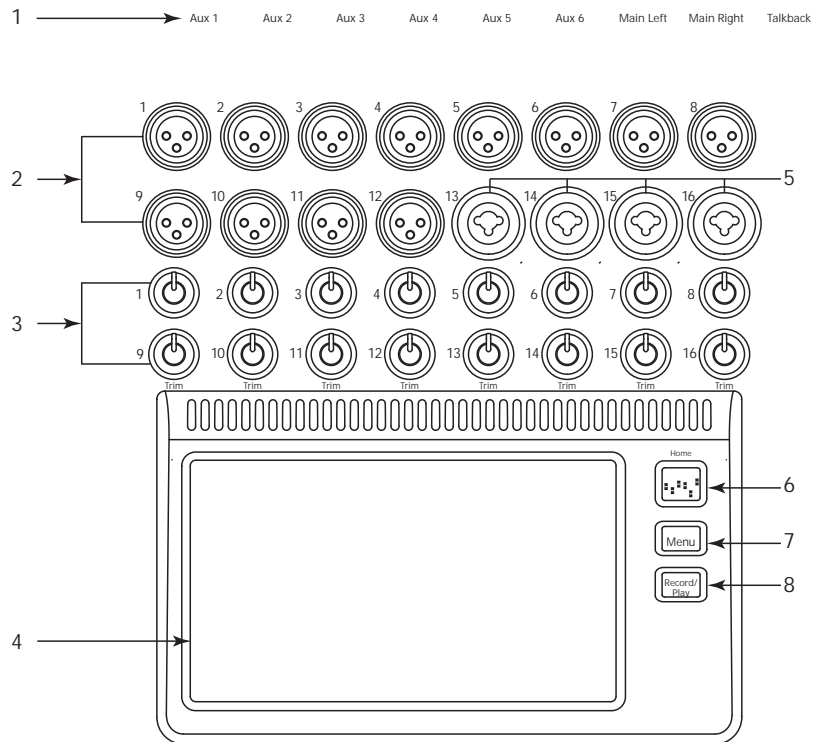 1 Aux 1 Aux 2 Aux 3 Aux 4 Aux 5 Aux 6 Main Left Main Right Talkback
1 2 3 4 5 6 7 8
2 5
9 10 11 12 13 14 15 16
1 2 3 4 5 6 7 8
3
9 10 11 12 13 14 15 16
Trim Trim Trim Trim Trim Trim Trim Trim
Home
6
Menu 7
Record/
Play
8
4